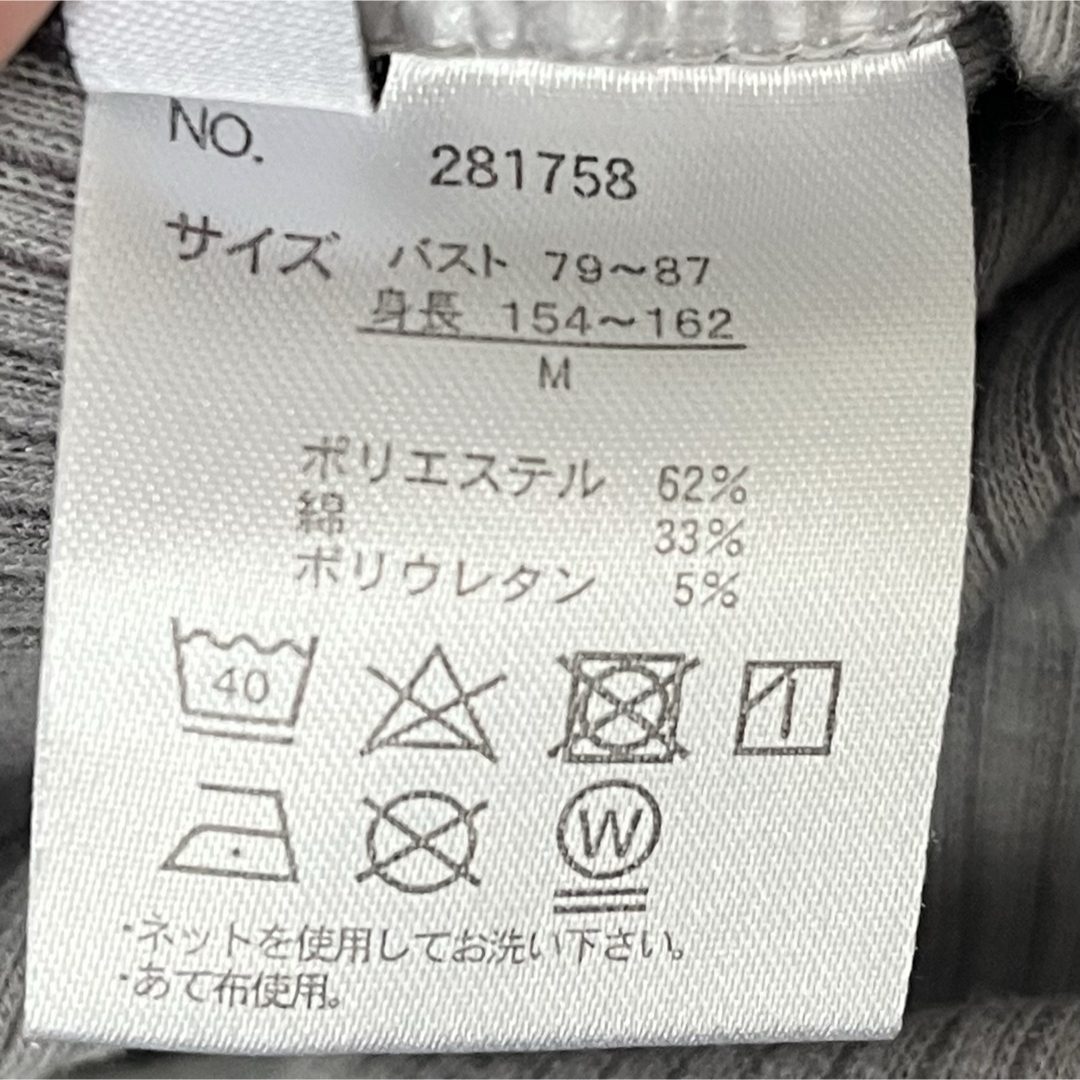 NO. 281758
サイズ バスト 79～87
身長 154～162
M
ポリエステル 62%
綿 33%
ポリウレタン 5%
40
W
・ネットを使用してお洗い下さい。
・あて布使用。